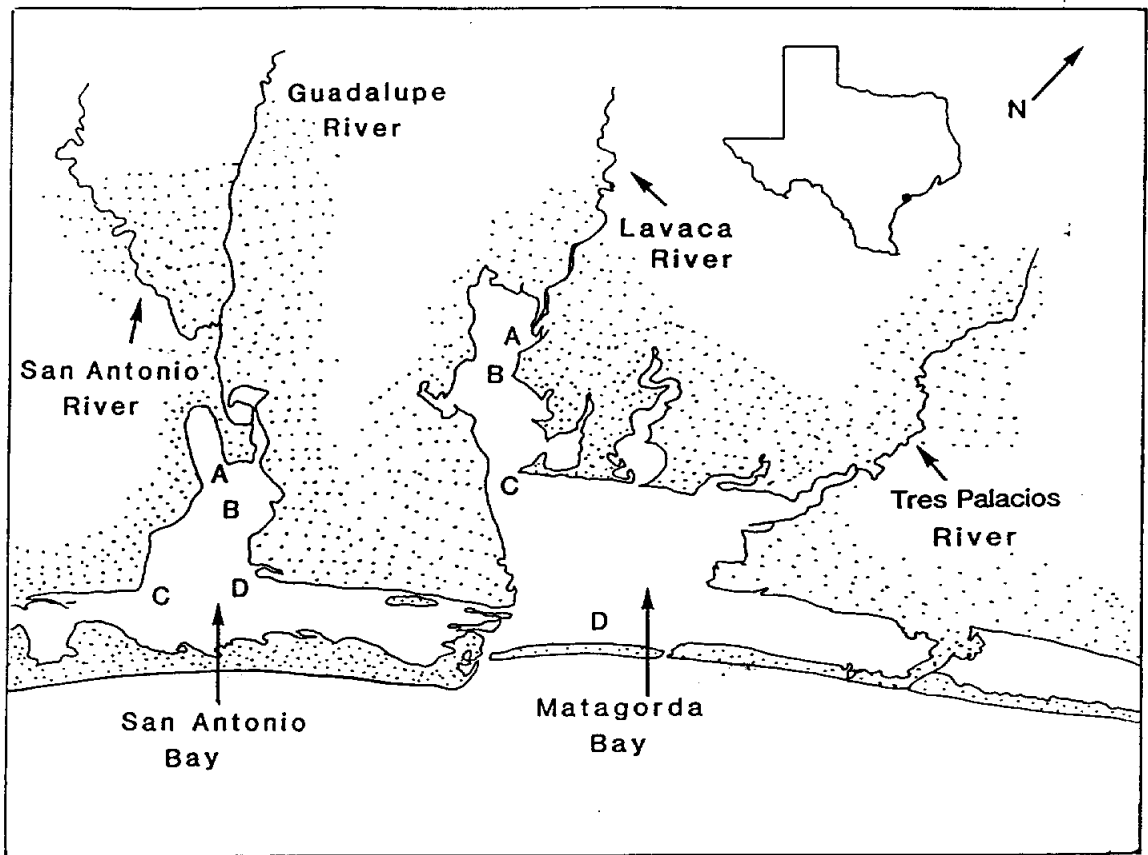 Guadalupe
River
N
Lavaca
River
San Antonio
River
A
B
C
D
A
B
C
D
Tres Palacios
River
San Antonio
Bay
Matagorda
Bay